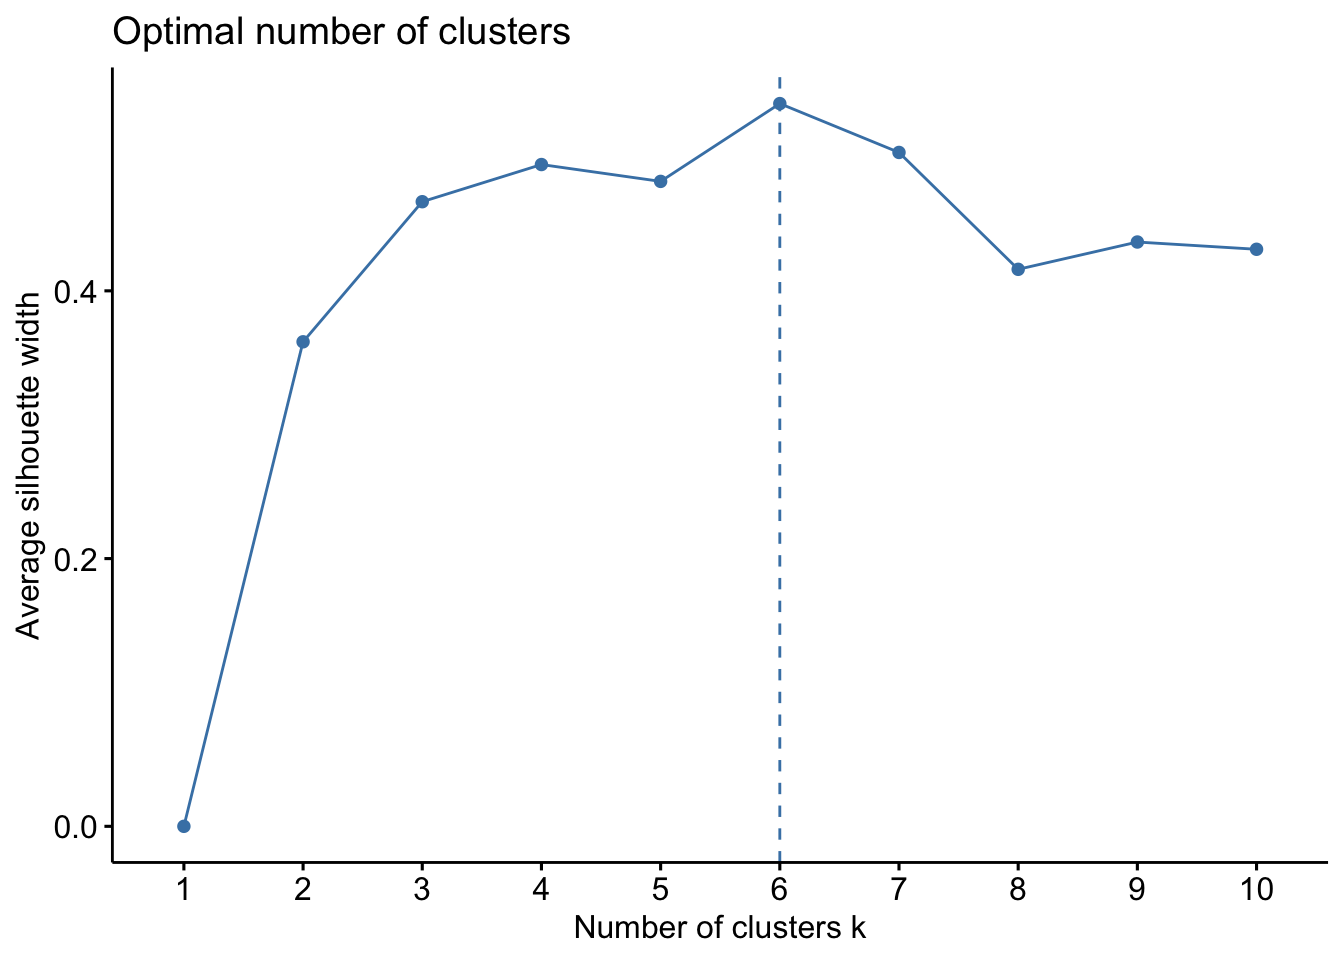 Optimal number of clusters
Average silhouette width
0.4
0.2
0.0
1 2 3 4 5 6 7 8 9 10
Number of clusters k